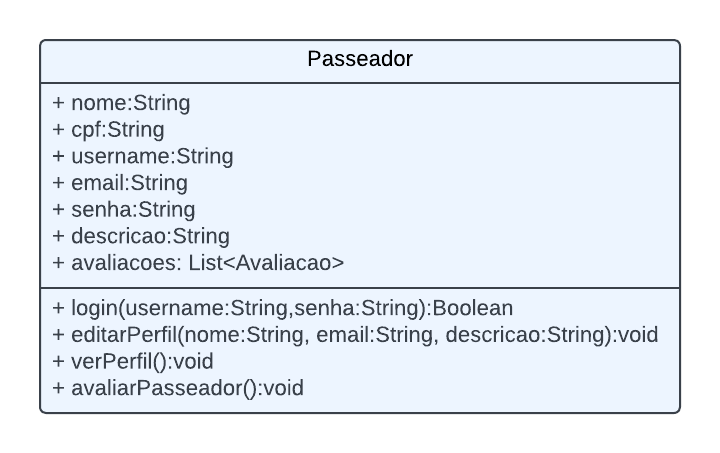 Passeador
+ nome:String
+ cpf:String
+ username:String
+ email:String
+ senha:String
+ descricao:String
+ avaliacoes: List<Avaliacao>
+ login(username:String,senha:String):Boolean
+ editarPerfil(nome:String, email:String, descricao:String):void
+ verPerfil():void
+ avaliarPasseador():void